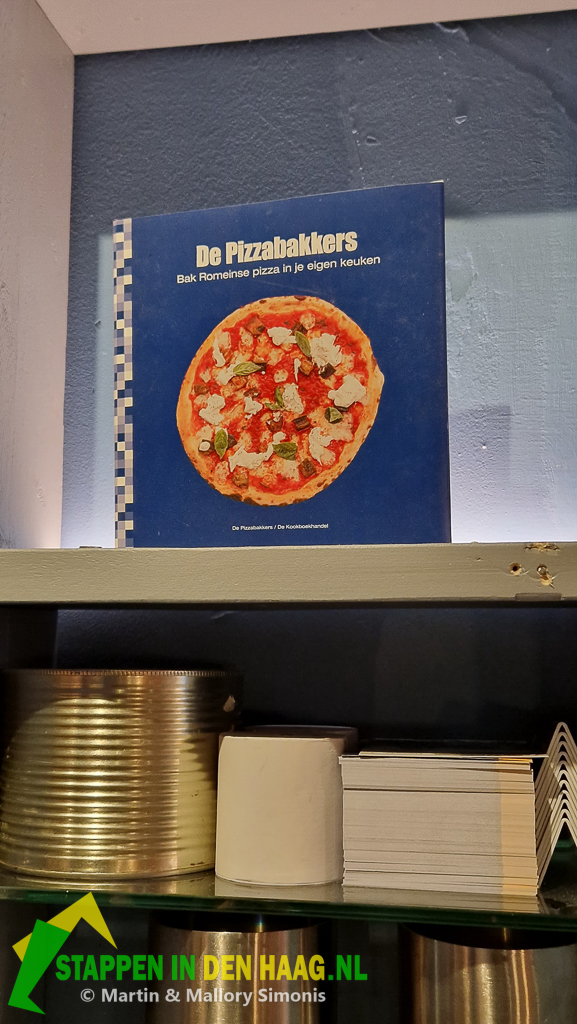 De Pizzabakkers
Bak Romeinse pizza in je eigen keuken
De Pizzabakkers / De Kookboekhandel
STAPPEN IN DEN HAAG.NL
© Martin & Mallory Simonis